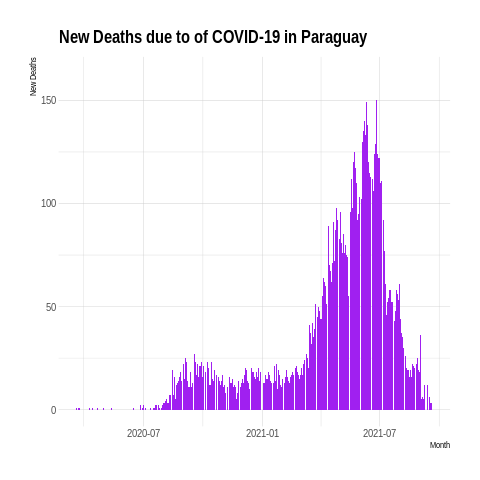 New Deaths due to of COVID-19 in Paraguay
New Deaths
150
100
50
0
2020-07
2021-01
2021-07
Month